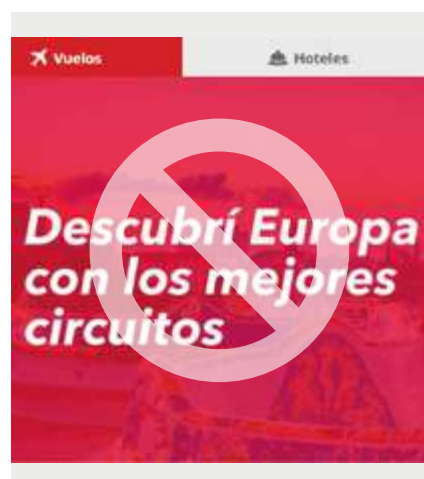 Vuelos
Hoteles
Descubrí Europa
con los mejores
circuitos